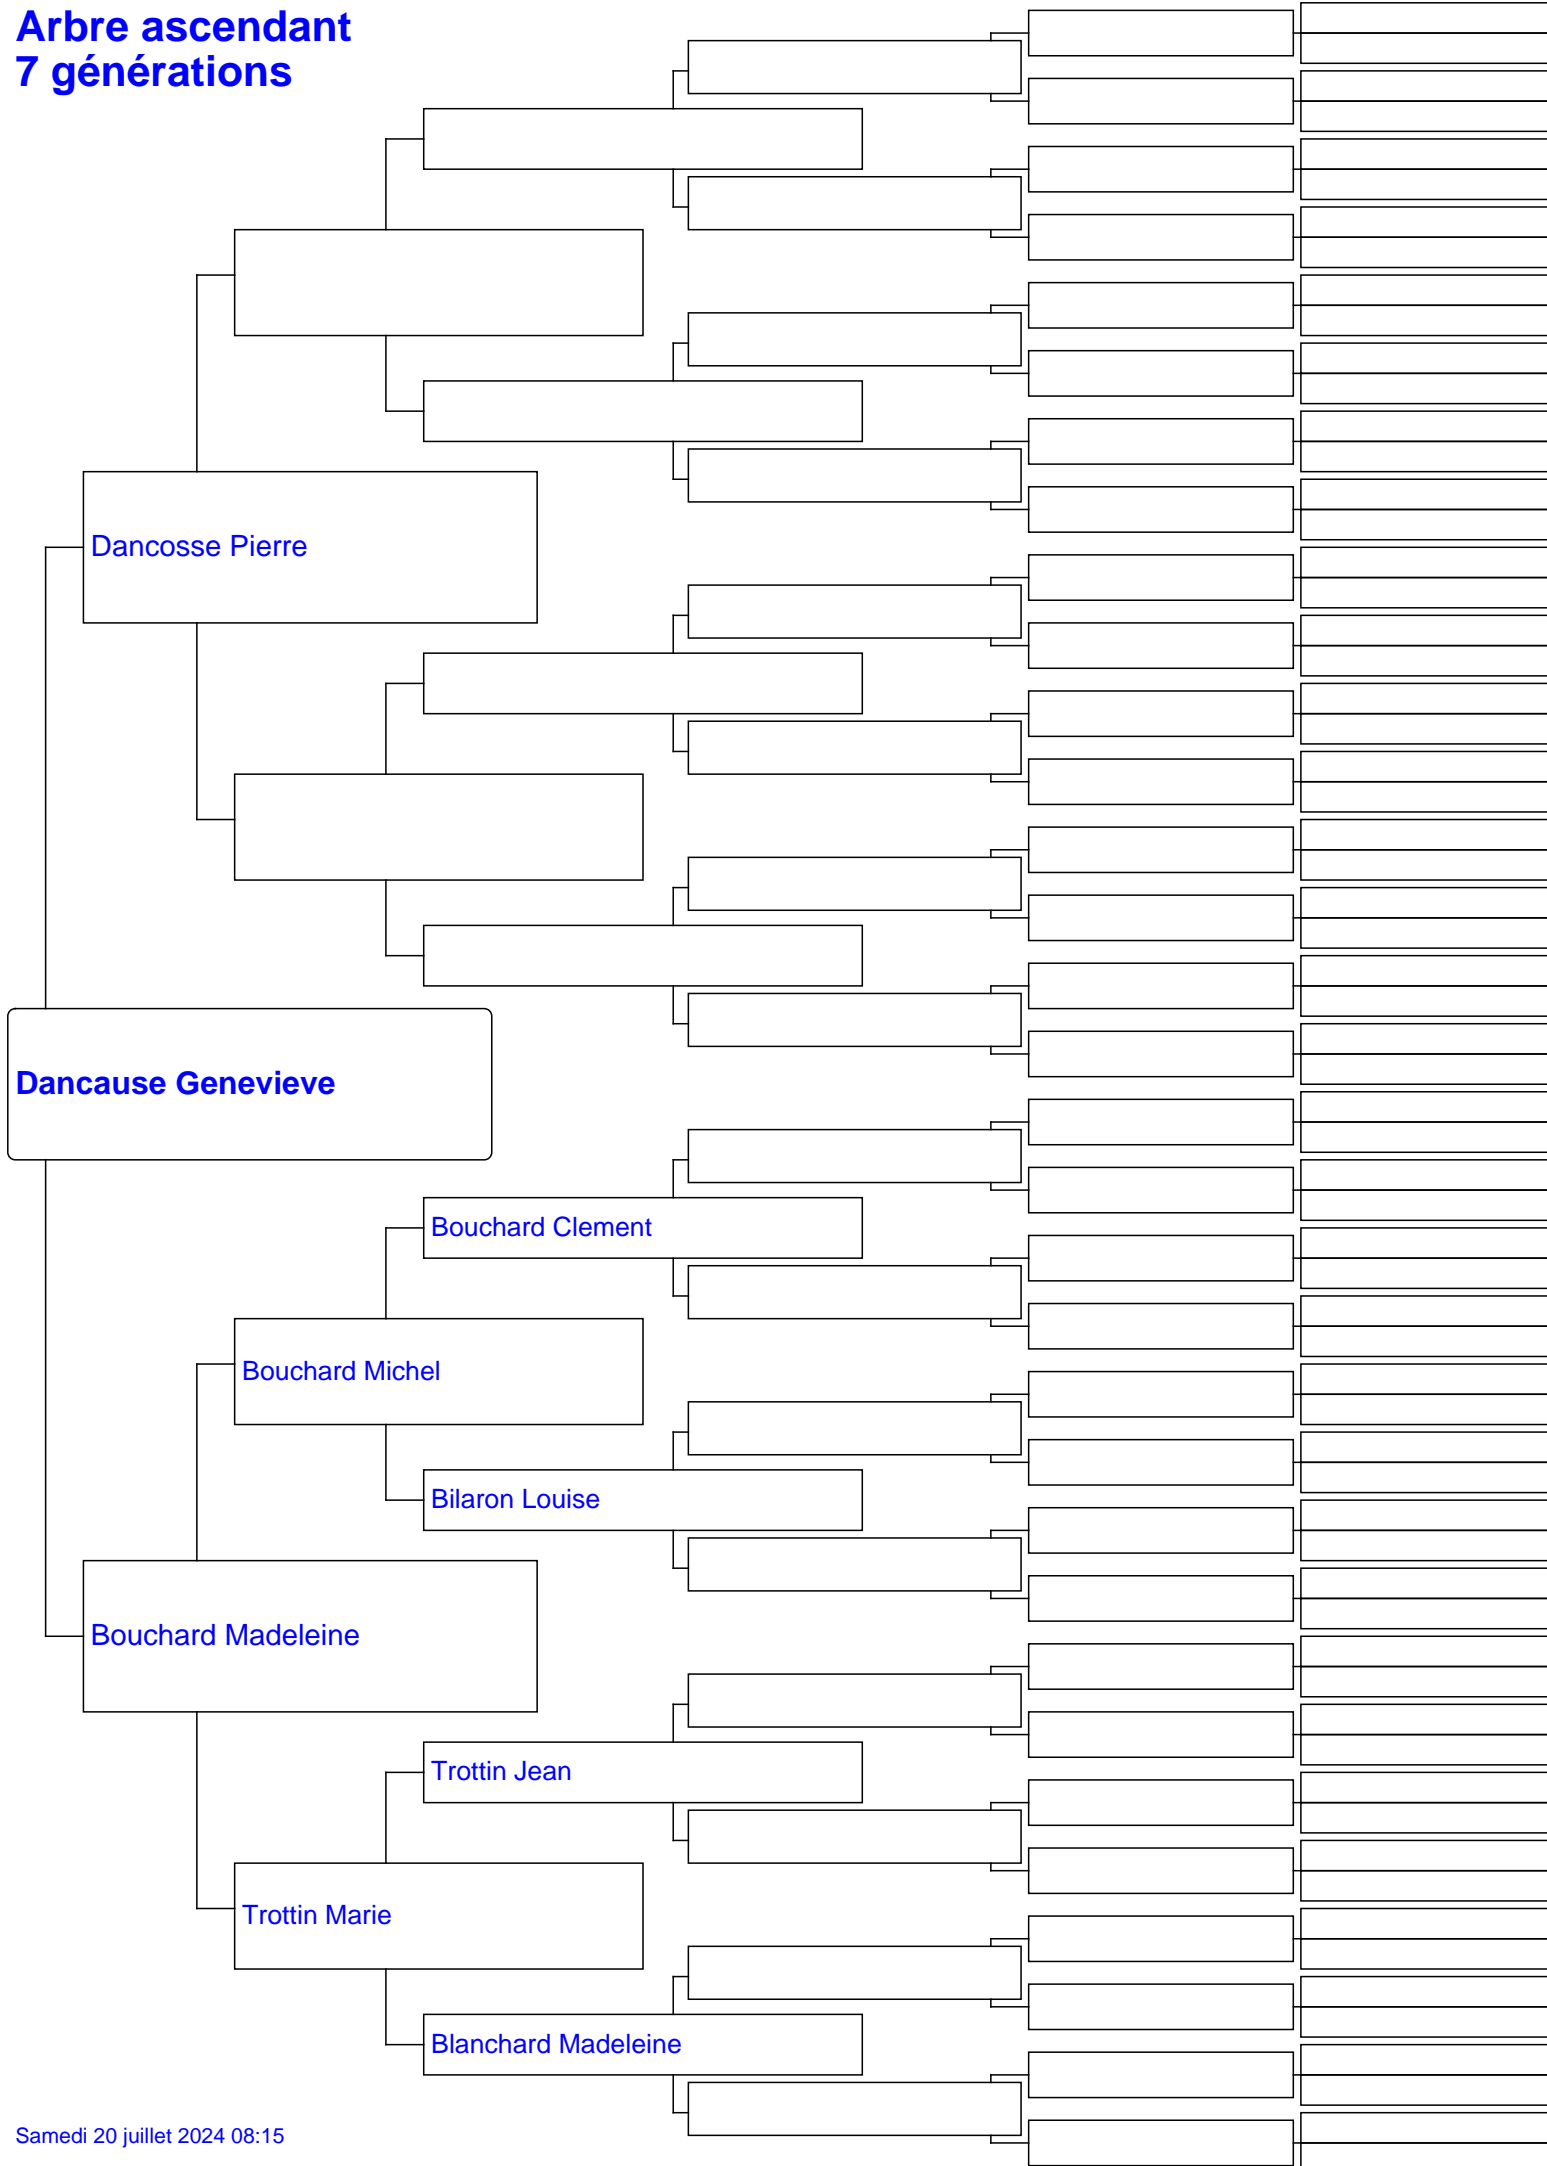 Arbre ascendant
7 générations
Dancosse Pierre
Dancause Genevieve
Bouchard Clement
Bouchard Michel
Bilaron Louise
Bouchard Madeleine
Trottin Jean
Trottin Marie
Blanchard Madeleine
Samedi 20 juillet 2024 08:15